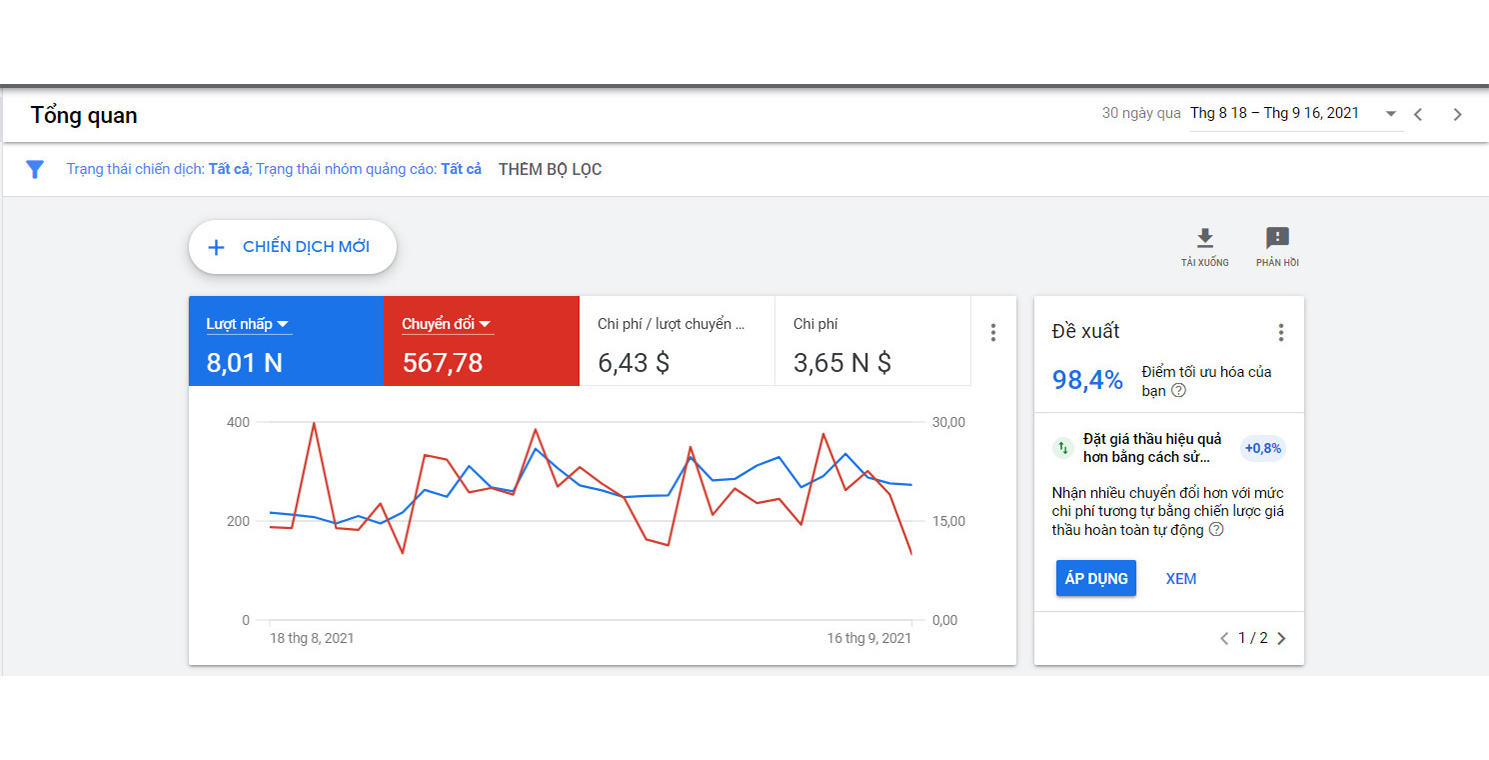 Tổng quan
30 ngày qua Thg 8 18 – Thg 9 16, 2021
Trạng thái chiến dịch: Tất cả; Trạng thái nhóm quảng cáo: Tất cả THÊM BỘ LỌC
CHIẾN DỊCH MỚI
TẢI XUỐNG
PHẢN HỒI
Lượt nhấp
8,01 N
Chuyển đổi
567,78
Chi phí / lượt chuyển ...
6,43 $
Chi phí
3,65 N $
400
200
0
30,00
15,00
0,00
18 thg 8, 2021
16 thg 9, 2021
Đề xuất
98,4%
Điểm tối ưu hóa của
bạn
Đặt giá thầu hiệu quả
hơn bằng cách sử...
+0,8%
Nhận nhiều chuyển đổi hơn với mức
chi phí tương tự bằng chiến lược giá
thầu hoàn toàn tự động
ÁP DỤNG
XEM
1 / 2